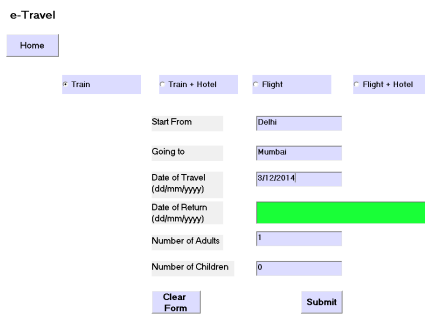 e-Travel
Home
Train
Train + Hotel
Flight
Flight + Hotel
Start From
Delhi
Going to
Mumbai
Date of Travel
(dd/mm/yyyy)
3/12/2014
Date of Return
(dd/mm/yyyy)
Number of Adults
1
Number of Children
0
Clear
Form
Submit